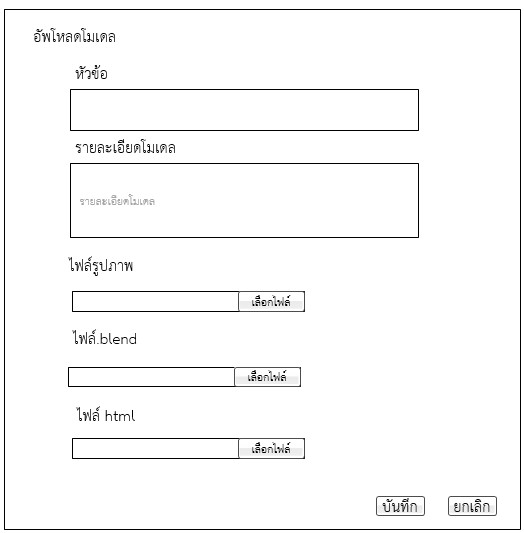 อัพโหลดโมเดล
หัวข้อ
รายละเอียดโมเดล
รายละเอียดโมเดล
ไฟล์รูปภาพ
เลือกไฟล์
ไฟล์.blend
เลือกไฟล์
ไฟล์ html
เลือกไฟล์
บันทึก ยกเลิก